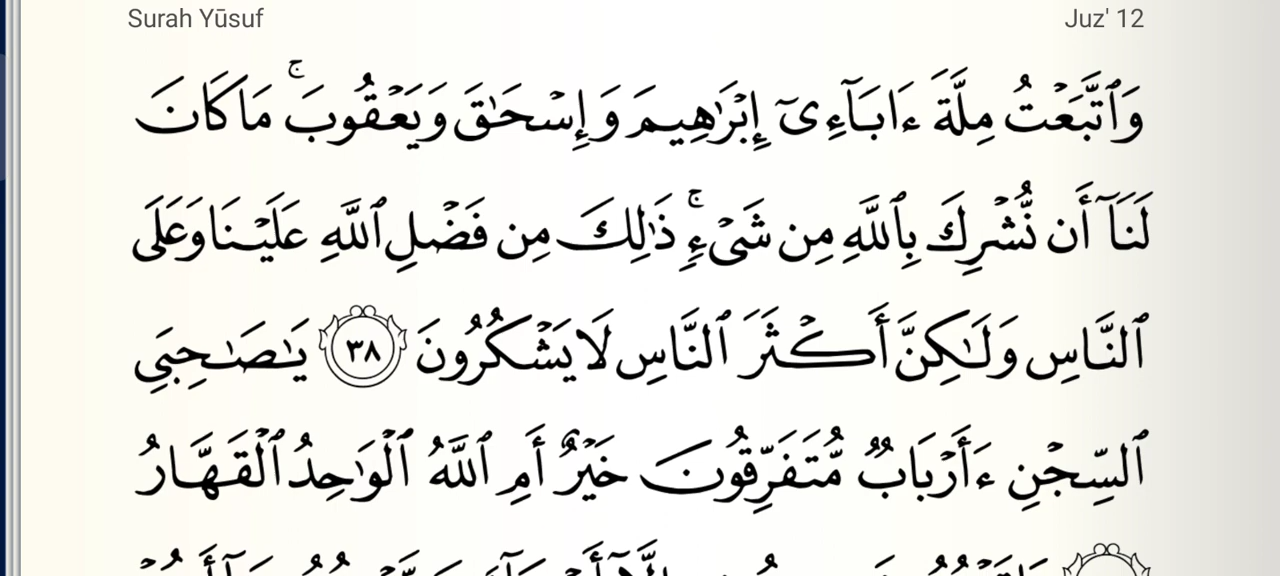 Surah Yūsuf Juz' 12
وَٱتَّبَعْتُ مِلَّةَ ءَابَآءِىٓ إِبْرَٰهِيمَ وَإِسْحَـٰقَ وَيَعْقُوبَ ۚ مَا كَانَ
لَنَآ أَن نُّشْرِكَ بِٱللَّهِ مِن شَىْءٍ ۚ ذَٰلِكَ مِن فَضْلِ ٱللَّهِ عَلَيْنَا وَعَلَى
ٱلنَّاسِ وَلَـٰكِنَّ أَكْثَرَ ٱلنَّاسِ لَا يَشْكُرُونَ ٣٨ يَـٰصَـٰحِبَىِ
ٱلسِّجْنِ ءَأَرْبَابٌ مُّتَفَرِّقُونَ خَيْرٌ أَمِ ٱللَّهُ ٱلْوَٰحِدُ ٱلْقَهَّارُ